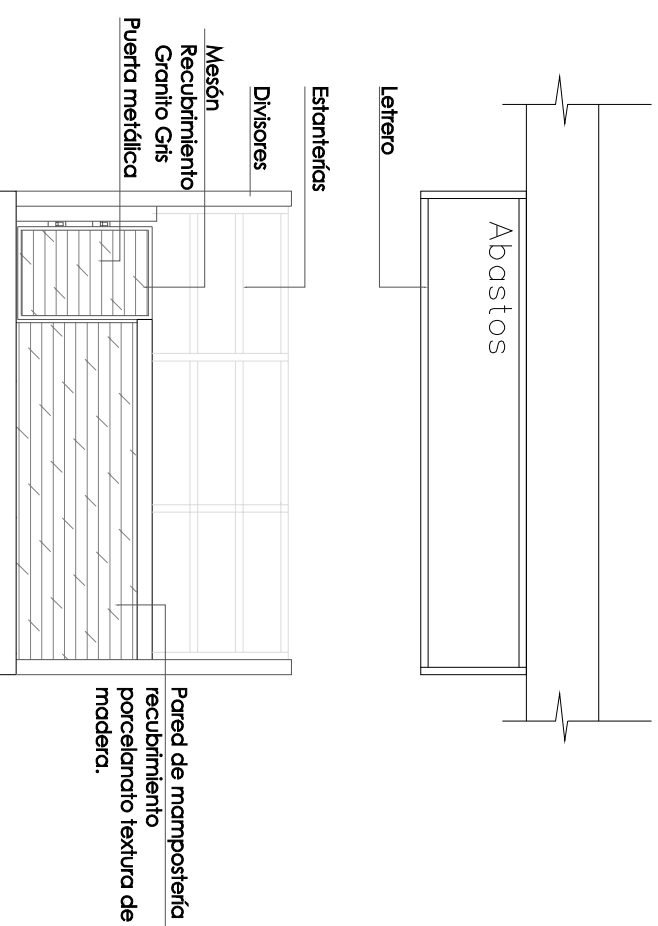 Abastos
Letrero
Estanterías
Divisores
Mesón
Recubrimiento
Granito Gris
Puerta metálica
Pared de mampostería
recubrimiento
porcelanato textura de
madera.